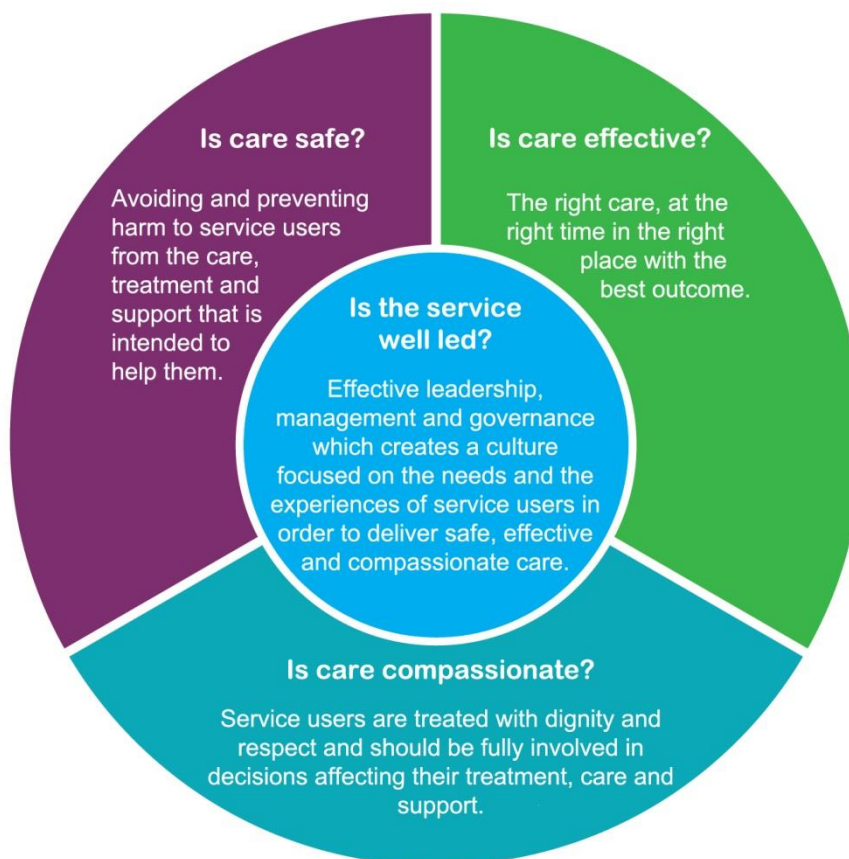 Is care safe?
Avoiding and preventing
harm to service users
from the care,
treatment and
support that is
intended to
help them.
Is care effective?
The right care, at the
right time in the right
place with the
best outcome.
Is the service
well led?
Effective leadership,
management and governance
which creates a culture
focused on the needs and the
experiences of service users in
order to deliver safe, effective
and compassionate care.
Is care compassionate?
Service users are treated with dignity and
respect and should be fully involved in
decisions affecting their treatment, care and
support.